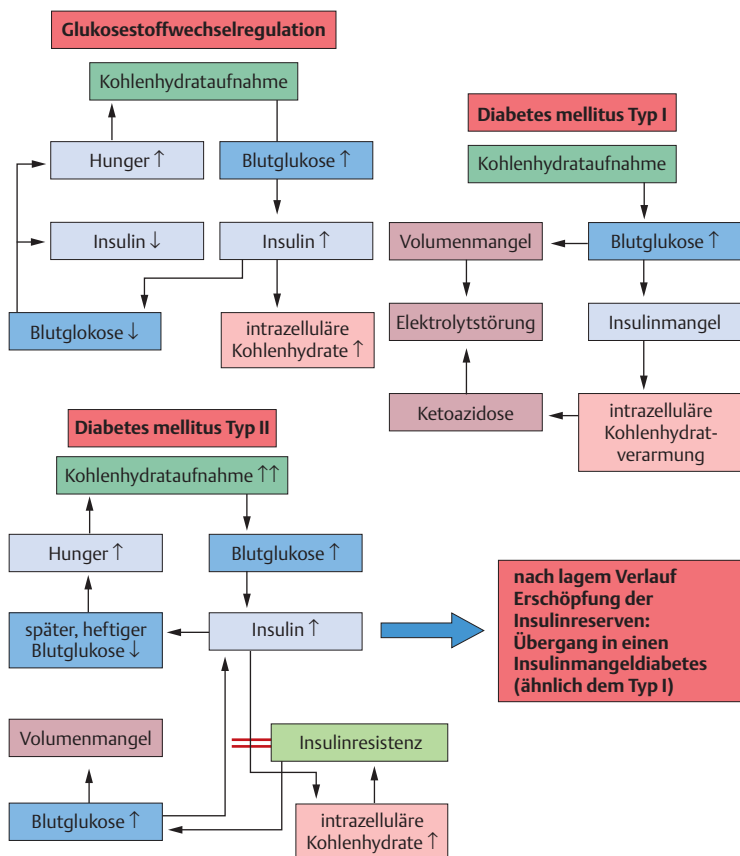 Glukosestoffwechselregulation
Kohlenhydrataufnahme
Hunger ↑
Blutglukose ↑
Insulin ↓
Insulin ↑
Blutglokose ↓
intrazelluläre
Kohlenhydrate ↑
Diabetes mellitus Typ I
Kohlenhydrataufnahme
Volumenmangel
Blutglukose ↑
Elektrolytstörung
Insulinmangel
Ketoazidose
intrazelluläre
Kohlenhydrat-
verarmung
Diabetes mellitus Typ II
Kohlenhydrataufnahme ↑↑
Hunger ↑
Blutglukose ↑
später, heftiger
Blutglukose ↓
Insulin ↑
nach lagem Verlauf
Erschöpfung der
Insulinreserven:
Übergang in einen
Insulinmangeldiabetes
(ähnlich dem Typ I)
Volumenmangel
Insulinresistenz
Blutglukose ↑
intrazelluläre
Kohlenhydrate ↑